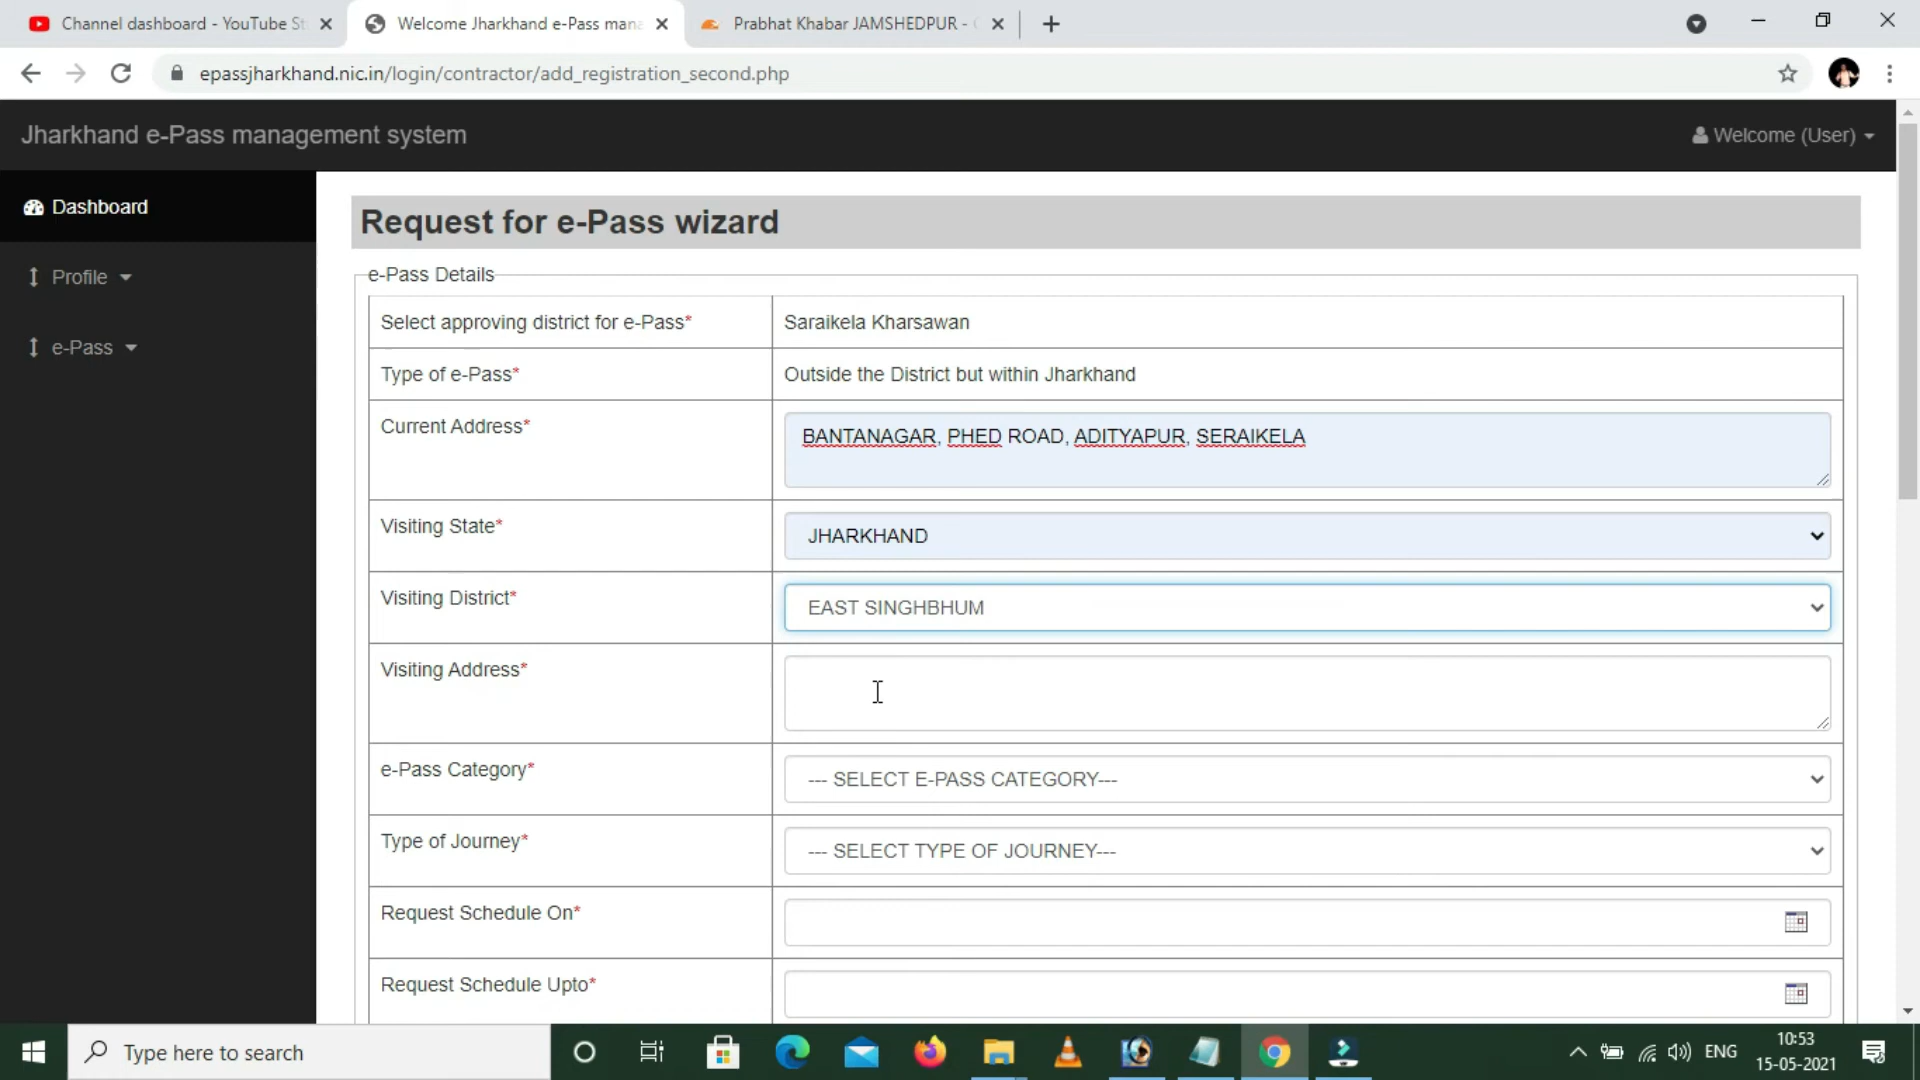 Channel dashboard - YouTube St
Welcome Jharkhand e-Pass mana
Prabhat Khabar JAMSHEDPUR -
epassjharkhand.nic.in/login/contractor/add_registration_second.php
Jharkhand e-Pass management system
Welcome (User)
Dashboard
Profile
e-Pass
Request for e-Pass wizard
e-Pass Details
Select approving district for e-Pass*
Saraikela Kharsawan
Type of e-Pass*
Outside the District but within Jharkhand
Current Address*
BANTANAGAR, PHED ROAD, ADITYAPUR, SERAIKELA
Visiting State*
JHARKHAND
Visiting District*
EAST SINGHBHUM
Visiting Address*
e-Pass Category*
--- SELECT E-PASS CATEGORY---
Type of Journey*
--- SELECT TYPE OF JOURNEY---
Request Schedule On*
Request Schedule Upto*
Type here to search
ENG
10:53
15-05-2021